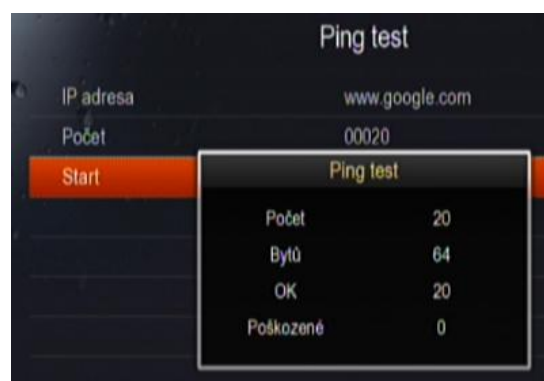 Ping test
IP adresa www.google.com
Počet 00020
Start
Ping test
Počet 20
Bytů 64
OK 20
Poškozené 0